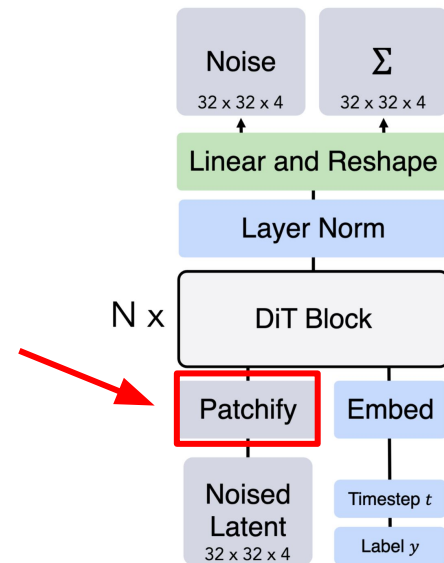 Noise
32 x 32 x 4
Σ
32 x 32 x 4
Linear and Reshape
Layer Norm
N x
DiT Block
Patchify
Embed
Noised
Latent
32 x 32 x 4
Timestep t
Label y